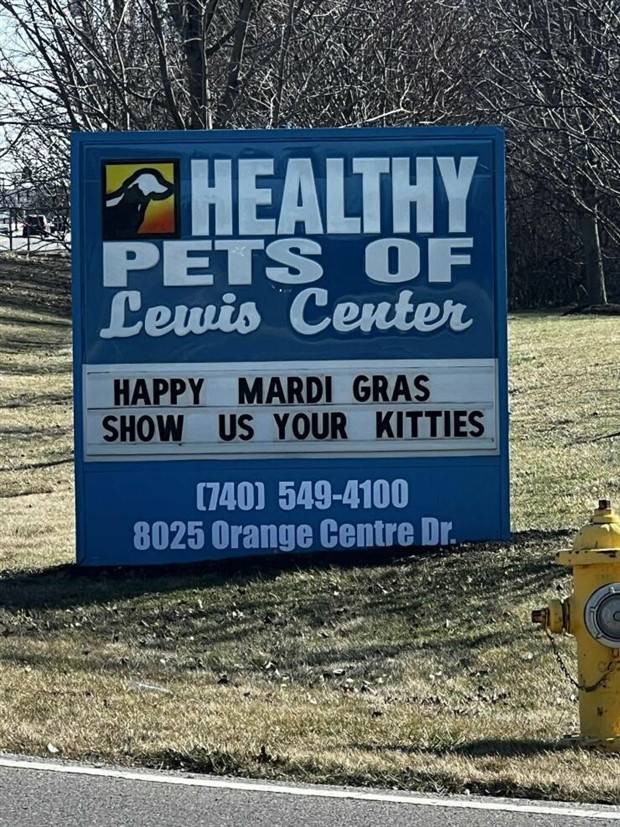 HEALTHY
PETS OF
Lewis Center
HAPPY MARDI GRAS
SHOW US YOUR KITTIES
(740) 549-4100
8025 Orange Centre Dr.